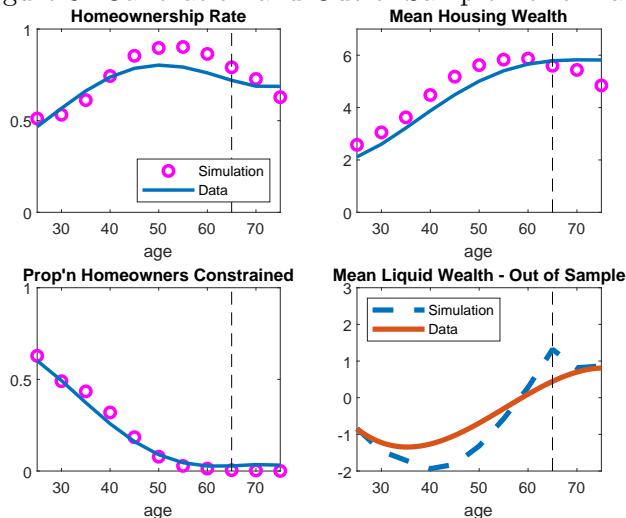 Homeownership Rate
1
0.5
0
30 40 50 60 70
age
Simulation
Data
Mean Housing Wealth
6
4
2
0
30 40 50 60 70
age
Prop'n Homeowners Constrained
1
0.5
0
30 40 50 60 70
age
Mean Liquid Wealth - Out of Sample
3
2
1
0
-1
-2
30 40 50 60 70
age
Simulation
Data